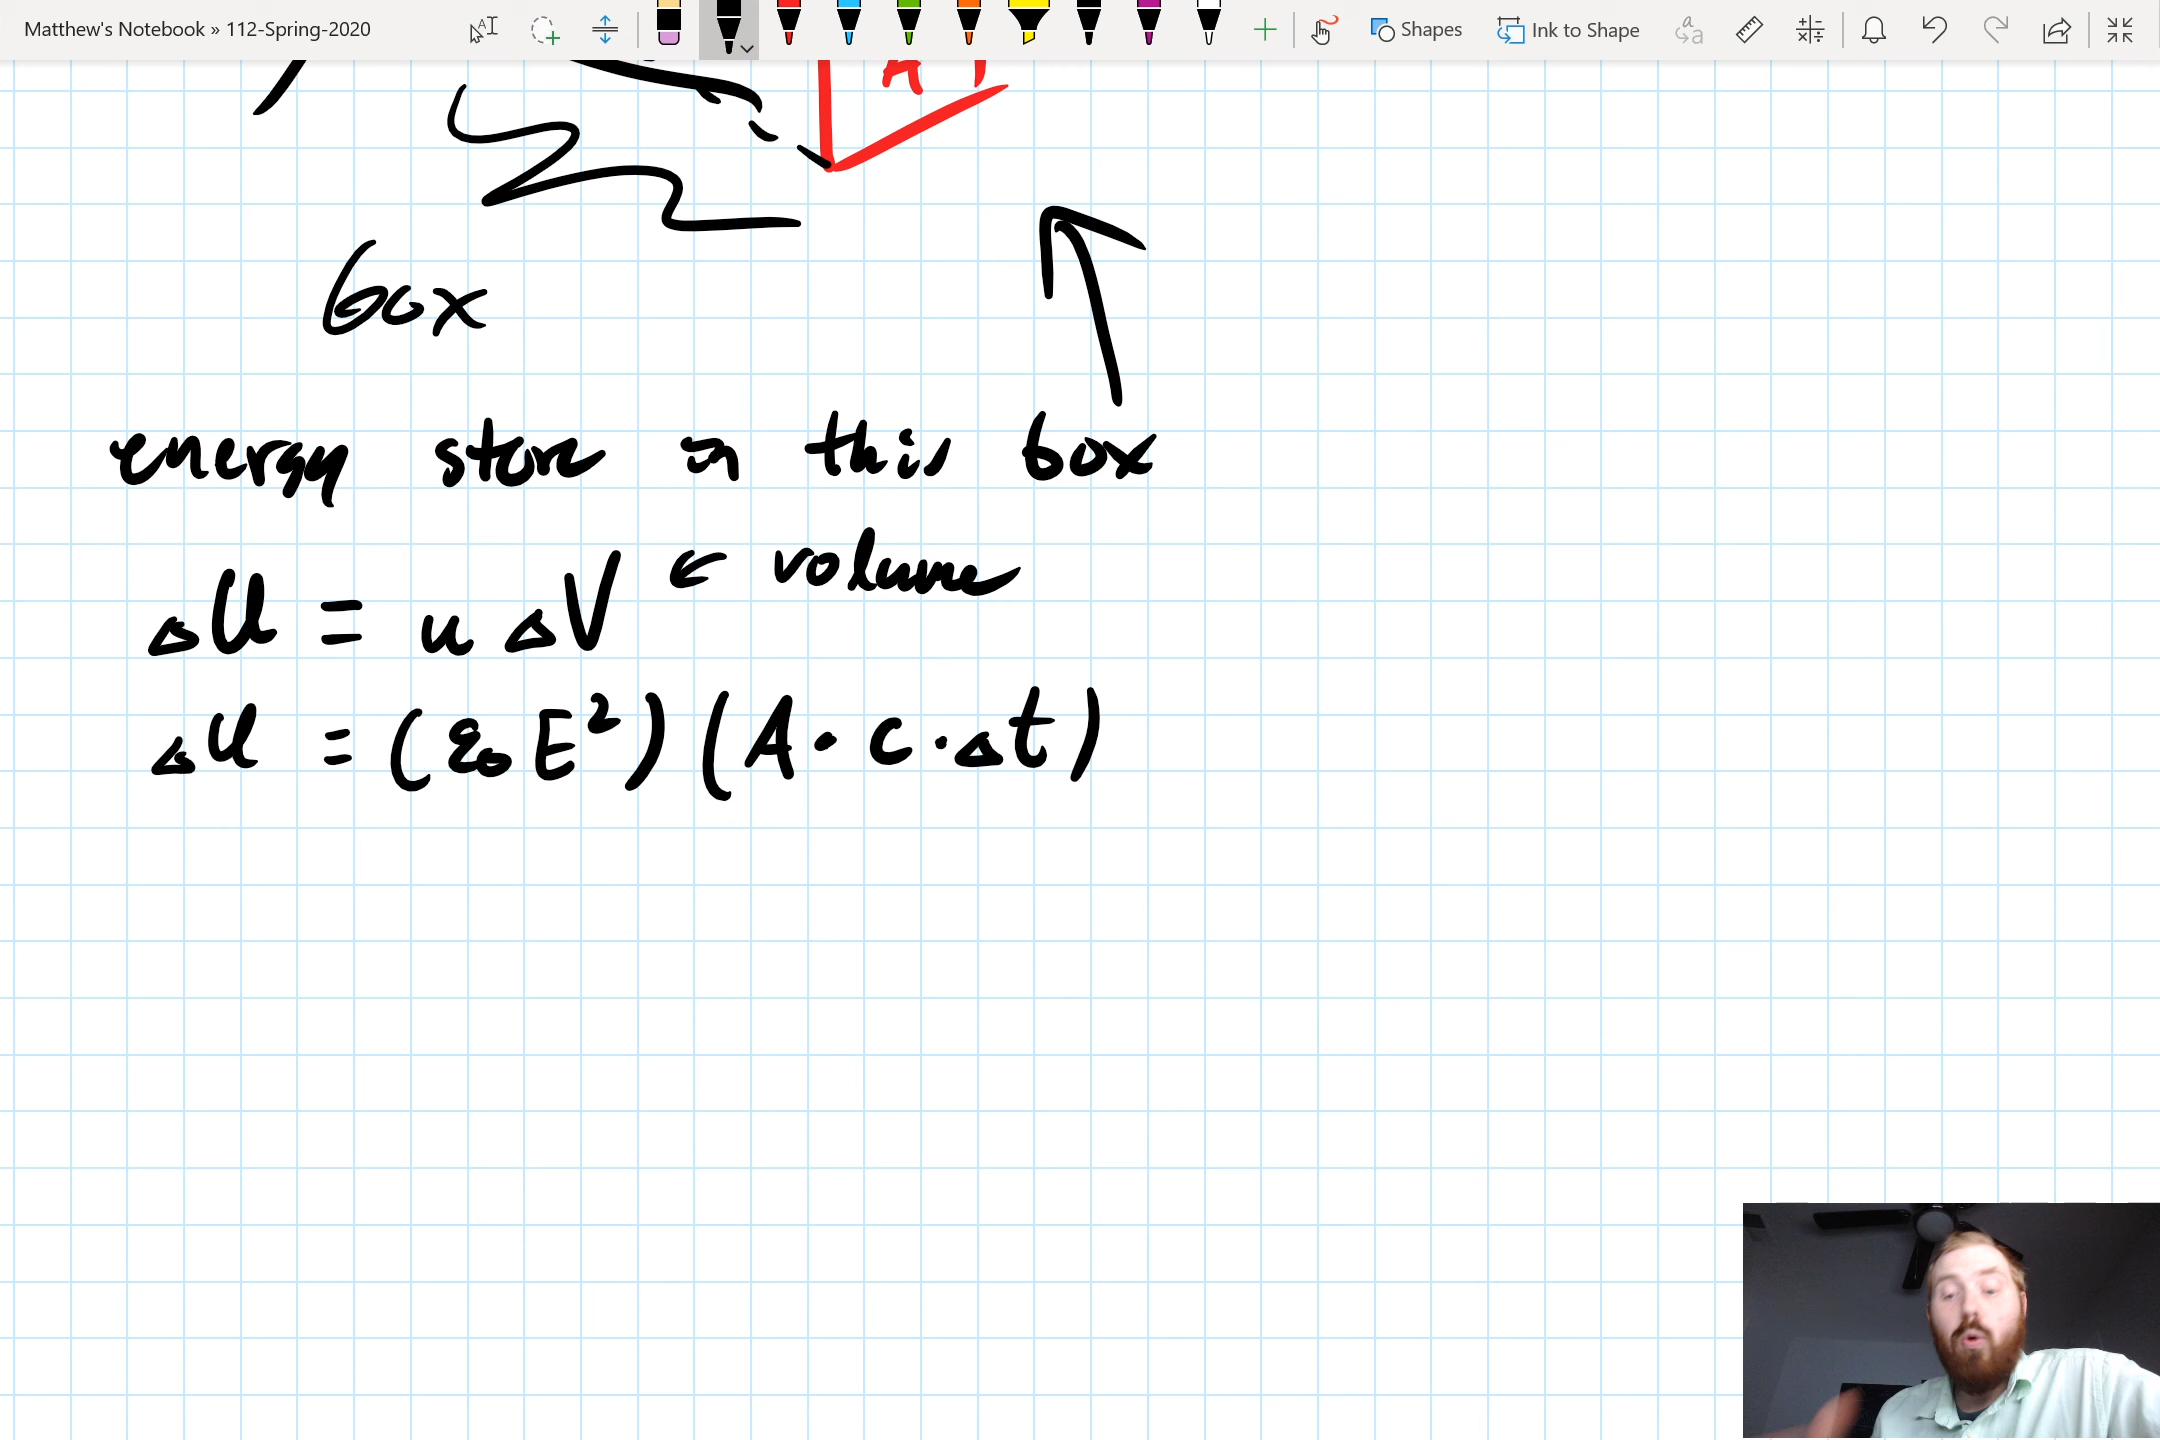 Matthew's Notebook » 112-Spring-2020
Shapes
Ink to Shape
A
box
energy store in this box
ΔU = u ΔV ← volume
ΔU = (ε₀E²)(A · c · Δt)